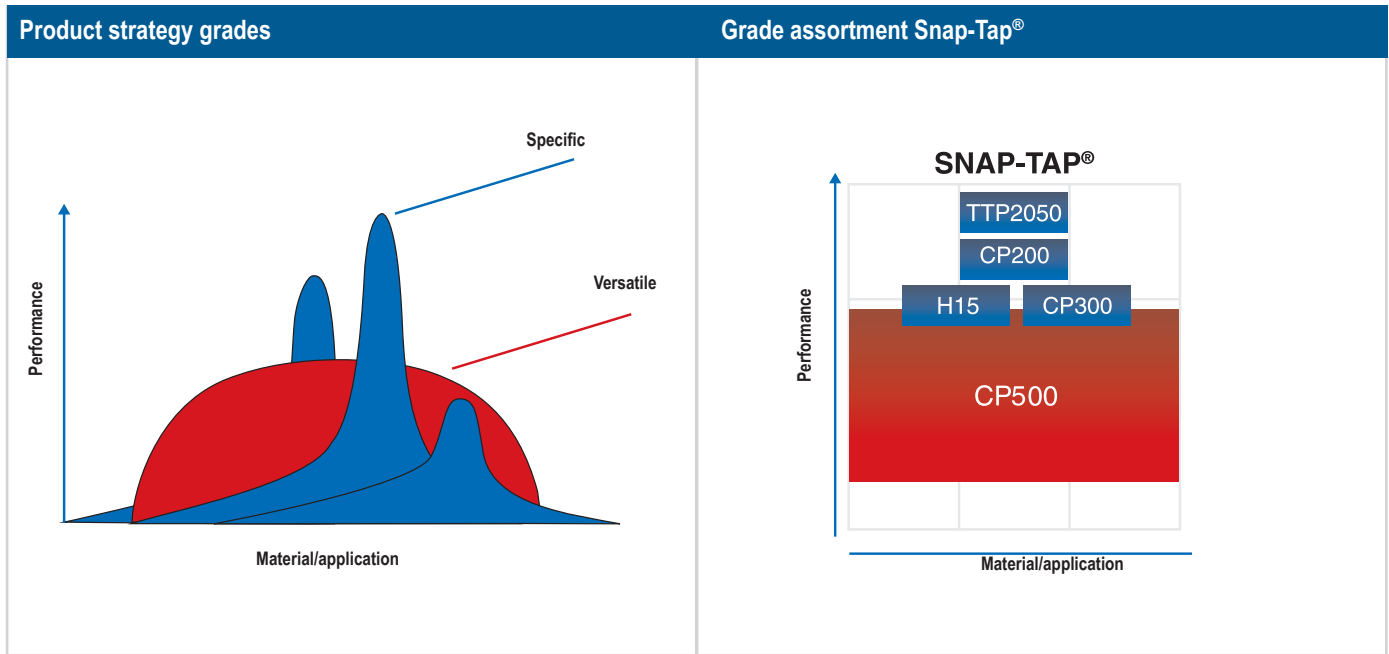 Product strategy grades
Specific
Versatile
Performance
Material/application
Grade assortment Snap-Tap®
SNAP-TAP®
TTP2050
CP200
H15 CP300
CP500
Performance
Material/application